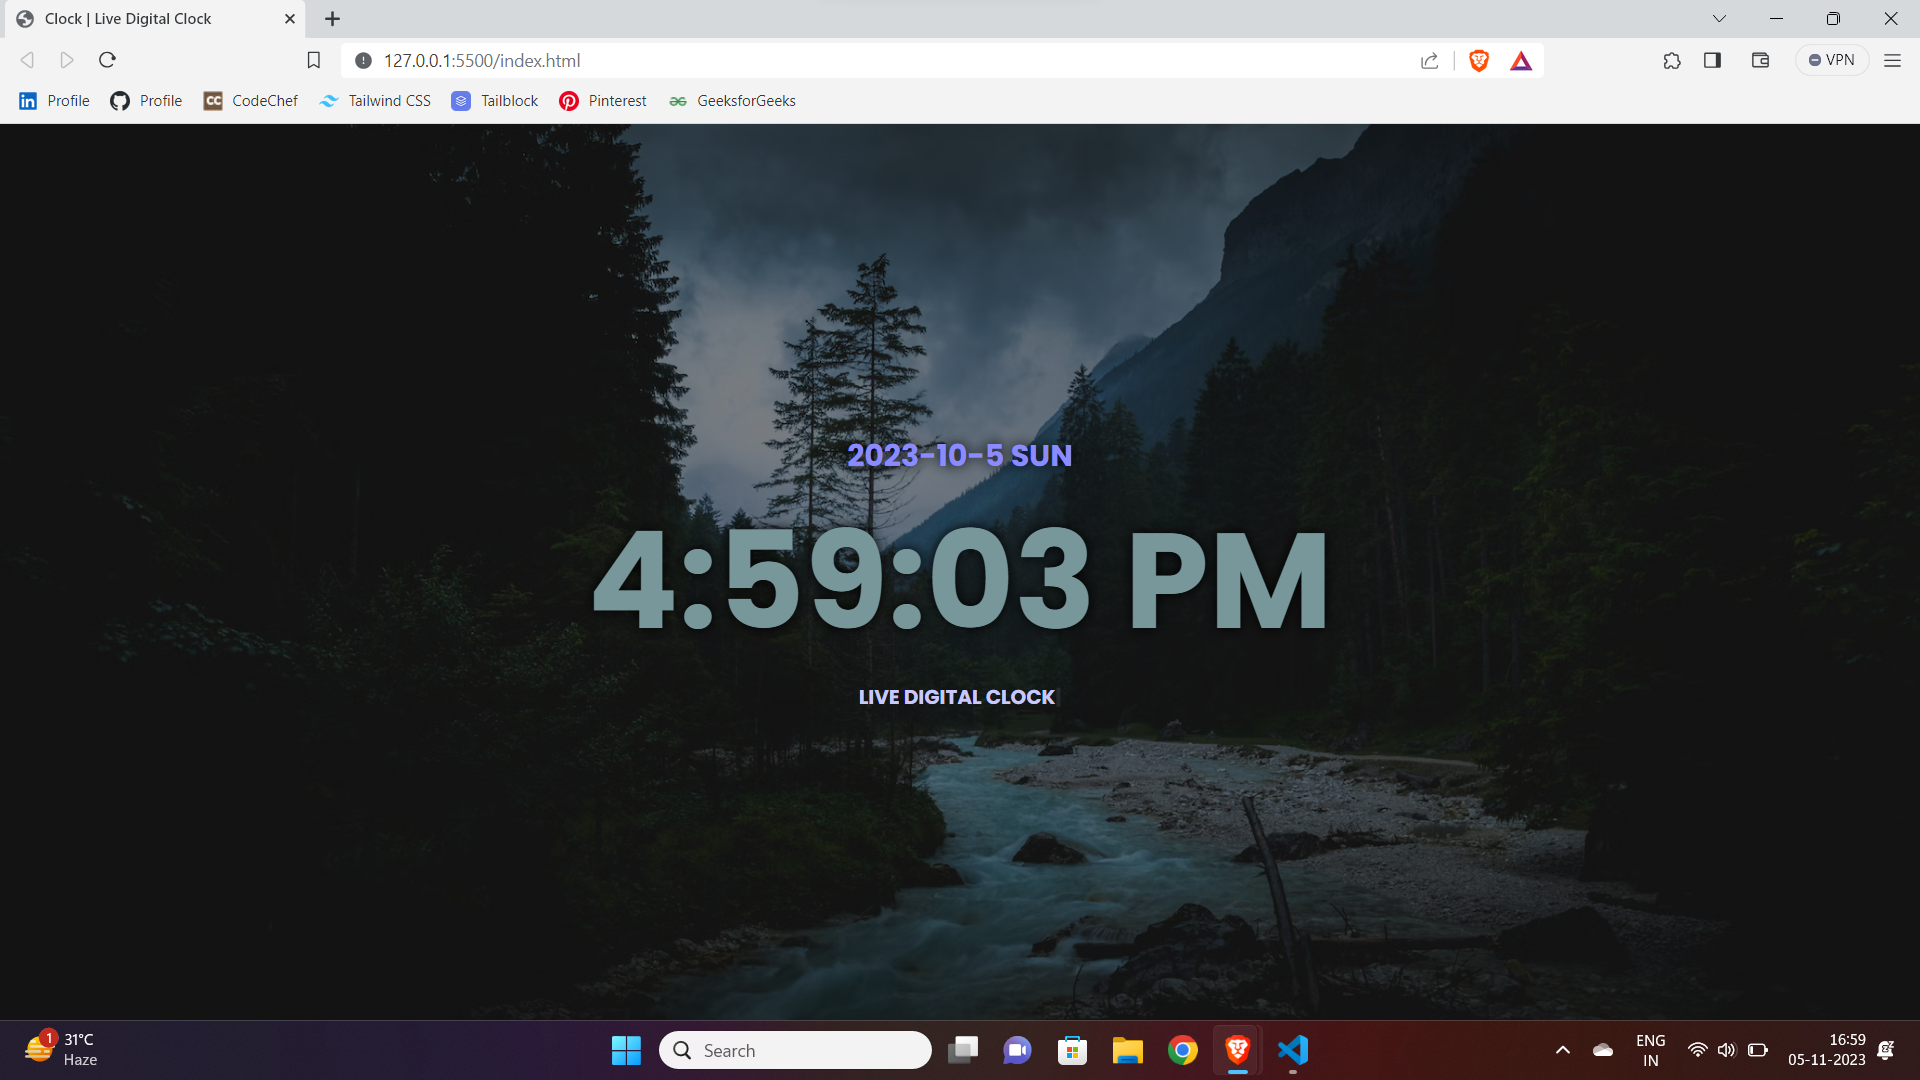 Clock | Live Digital Clock
127.0.0.1:5500/index.html
VPN
Profile
Profile
CC
CodeChef
Tailwind CSS
Tailblock
Pinterest
GeeksforGeeks
2023-10-5 SUN
4:59:03 PM
LIVE DIGITAL CLOCK
1
31°C
Haze
Search
ENG
IN
16:59
05-11-2023